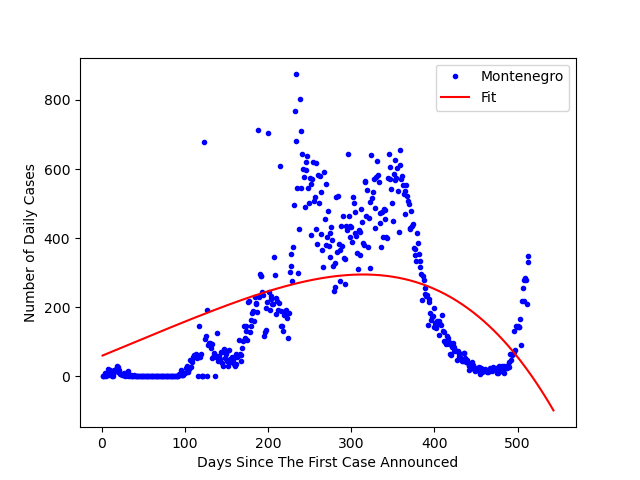 Montenegro
Fit
Number of Daily Cases
800
600
400
200
0
0 100 200 300 400 500
Days Since The First Case Announced